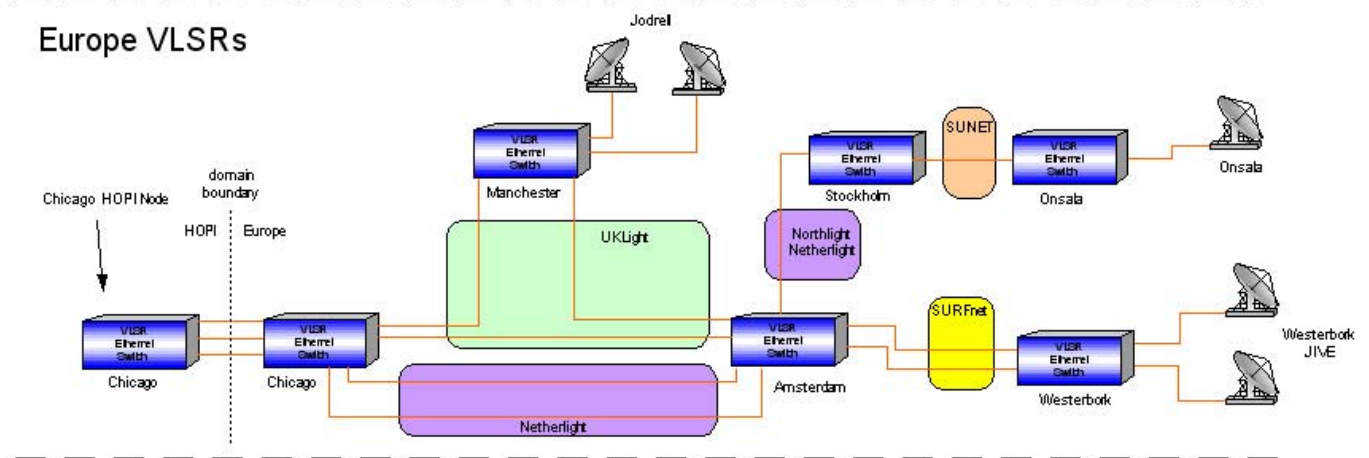 Europe VLSRs
Jodrell
VLSR
Ethernet
Switch
Manchester
VLSR
Ethernet
Switch
Stockholm
SUNET
VLSR
Ethernet
Switch
Onsala
Onsala
Chicago HOPI Node
domain
boundary
HOPI
Europe
UKLight
Northlight
Netherlight
VLSR
Ethernet
Switch
Chicago
VLSR
Ethernet
Switch
Chicago
VLSR
Ethernet
Switch
Amsterdam
SURFnet
VLSR
Ethernet
Switch
Westerbork
Westerbork
JIVE
Netherlight